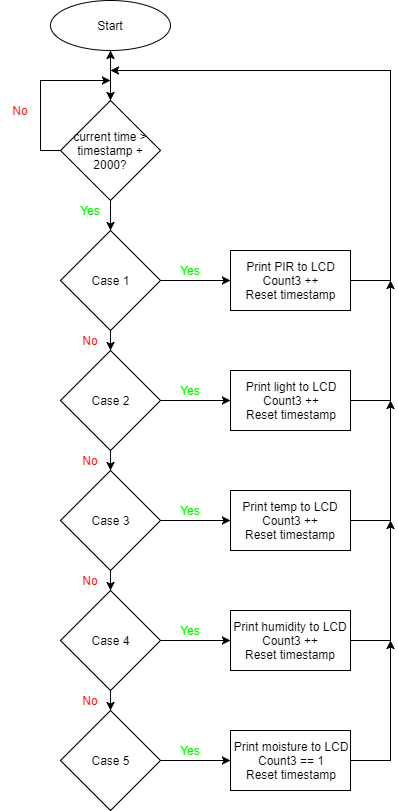 Start
No
current time >
timestamp +
2000?
Yes
Case 1
Yes
Print PIR to LCD
Count3 ++
Reset timestamp
No
Case 2
Yes
Print light to LCD
Count3 ++
Reset timestamp
No
Case 3
Yes
Print temp to LCD
Count3 ++
Reset timestamp
No
Case 4
Yes
Print humidity to LCD
Count3 ++
Reset timestamp
No
Case 5
Yes
Print moisture to LCD
Count3 == 1
Reset timestamp